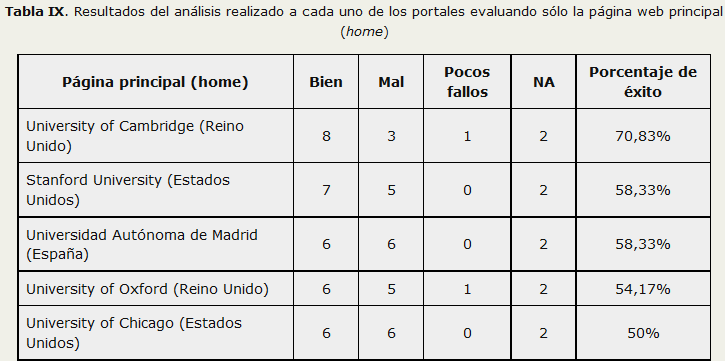 Tabla IX. Resultados del análisis realizado a cada uno de los portales evaluando sólo la página web principal
(home)
Página principal (home) Bien Mal Pocos fallos NA Porcentaje de éxito
University of Cambridge (Reino Unido) 8 3 1 2 70,83%
Stanford University (Estados Unidos) 7 5 0 2 58,33%
Universidad Autónoma de Madrid (España) 6 6 0 2 58,33%
University of Oxford (Reino Unido) 6 5 1 2 54,17%
University of Chicago (Estados Unidos) 6 6 0 2 50%